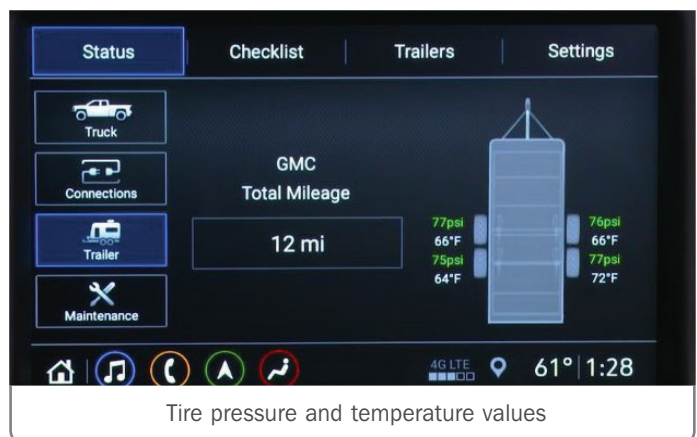 Status Checklist Trailers Settings
Truck
Connections
Trailer
Maintenance
GMC
Total Mileage
12 mi
77psi
66°F
75psi
64°F
76psi
66°F
77psi
72°F
4G LTE
61° 1:28
Tire pressure and temperature values